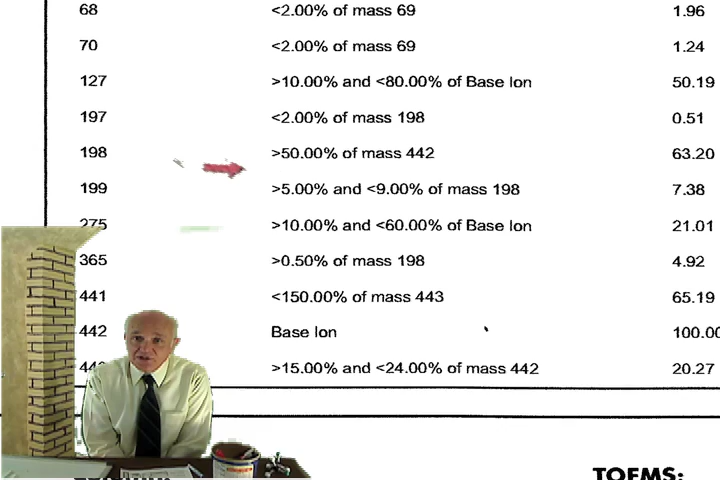 68 <2.00% of mass 69 1.96
70 <2.00% of mass 69 1.24
127 >10.00% and <80.00% of Base Ion 50.19
197 <2.00% of mass 198 0.51
198 >50.00% of mass 442 63.20
199 >5.00% and <9.00% of mass 198 7.38
275 >10.00% and <60.00% of Base Ion 21.01
365 >0.50% of mass 198 4.92
441 <150.00% of mass 443 65.19
442 Base Ion 100.00
>15.00% and <24.00% of mass 442 20.27
TOFMS: